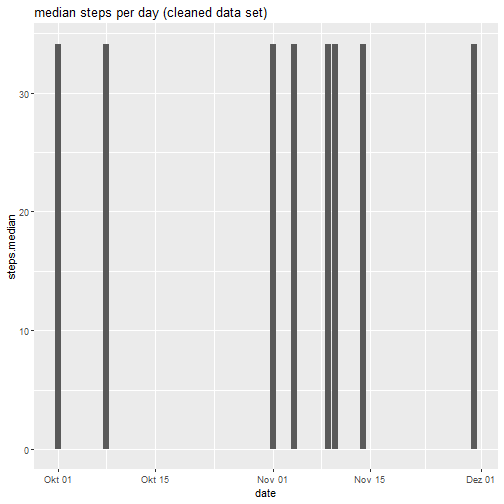 median steps per day (cleaned data set)
steps.median
30
20
10
0
Okt 01 Okt 15 Nov 01 Nov 15 Dez 01
date